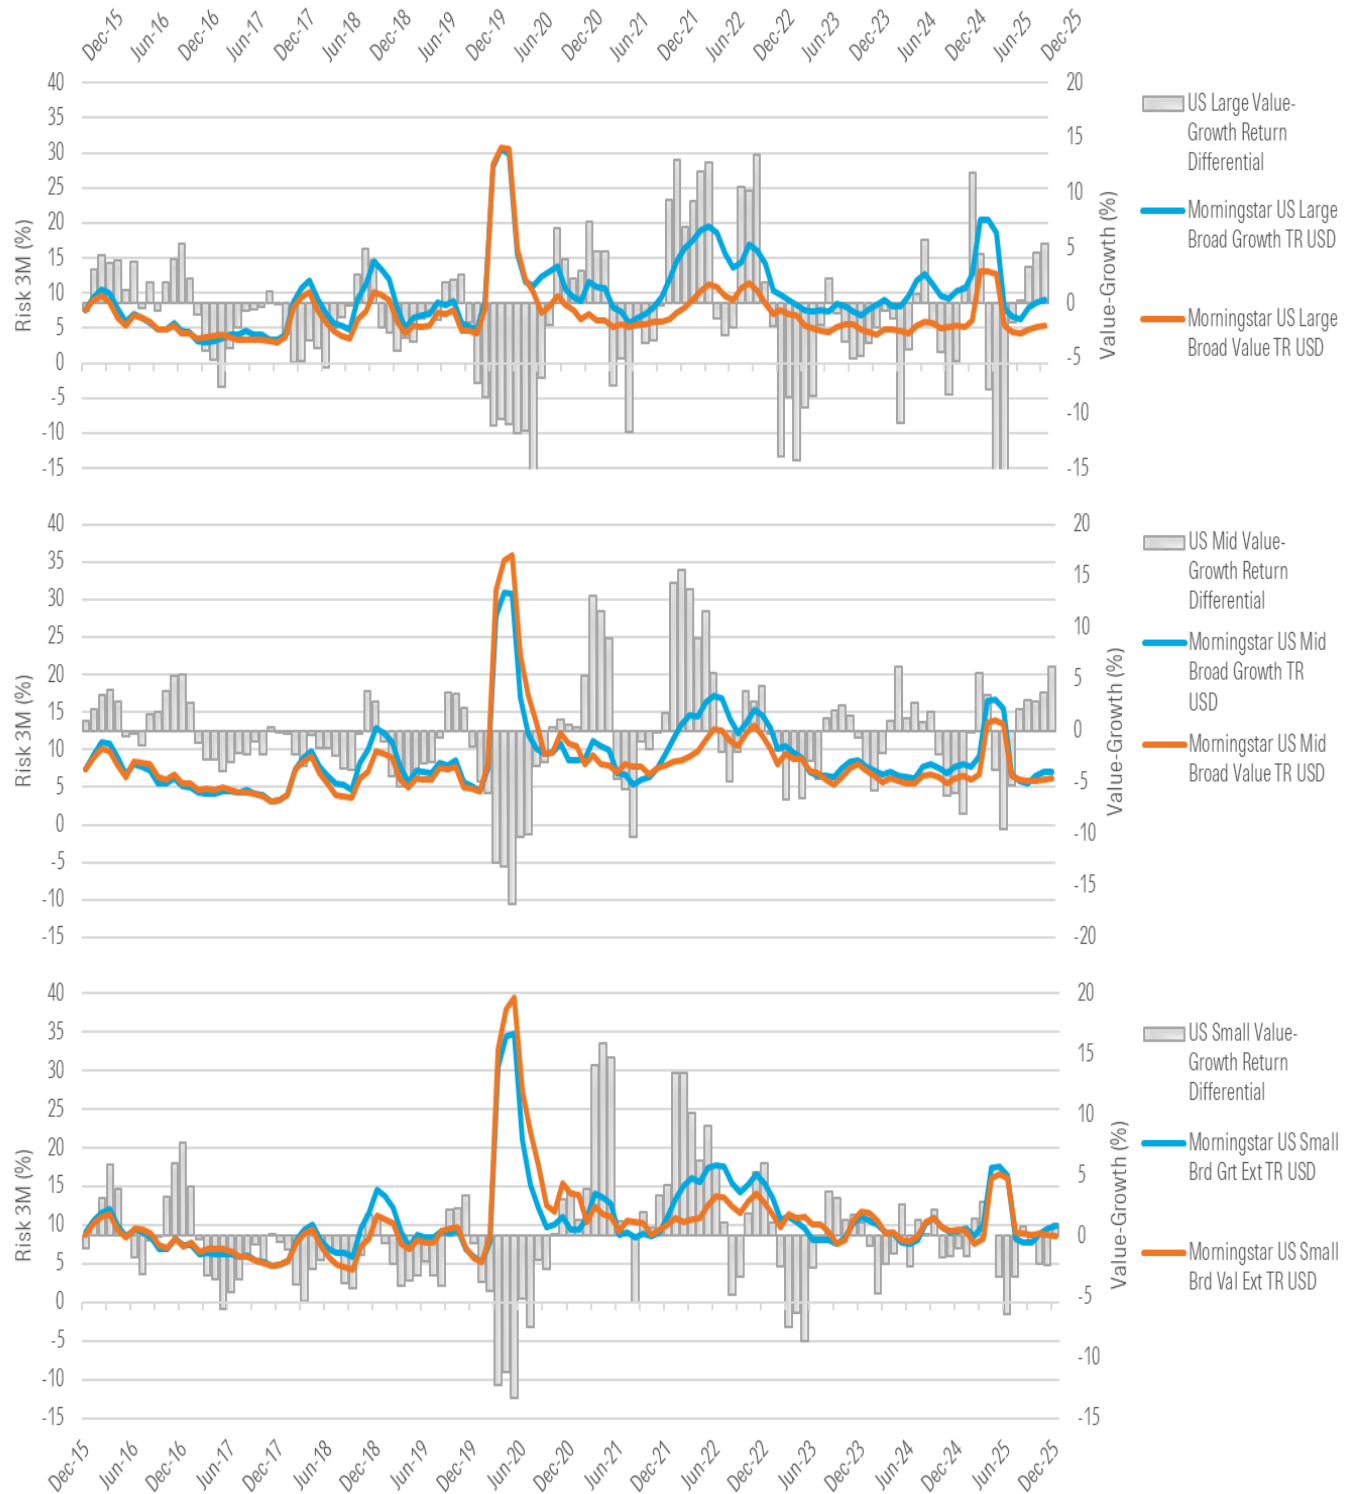 Dec-15 Jun-16 Dec-16 Jun-17 Dec-17 Jun-18 Dec-18 Jun-19 Dec-19 Jun-20 Dec-20 Jun-21 Dec-21 Jun-22 Dec-22 Jun-23 Dec-23 Jun-24 Dec-24 Jun-25 Dec-25
40
35
30
25
20
15
10
5
0
-5
-10
-15
Risk 3M (%)
20
15
10
5
0
-5
-10
-15
Value-Growth (%)
US Large Value-
Growth Return
Differential
Morningstar US Large
Broad Growth TR USD
Morningstar US Large
Broad Value TR USD
40
35
30
25
20
15
10
5
0
-5
-10
-15
Risk 3M (%)
20
15
10
5
0
-5
-10
-15
-20
Value-Growth (%)
US Mid Value-
Growth Return
Differential
Morningstar US Mid
Broad Growth TR
USD
Morningstar US Mid
Broad Value TR USD
40
35
30
25
20
15
10
5
0
-5
-10
-15
Risk 3M (%)
20
15
10
5
0
-5
-10
-15
Value-Growth (%)
US Small Value-
Growth Return
Differential
Morningstar US Small
Brd Grt Ext TR USD
Morningstar US Small
Brd Val Ext TR USD
Dec-15 Jun-16 Dec-16 Jun-17 Dec-17 Jun-18 Dec-18 Jun-19 Dec-19 Jun-20 Dec-20 Jun-21 Dec-21 Jun-22 Dec-22 Jun-23 Dec-23 Jun-24 Dec-24 Jun-25 Dec-25